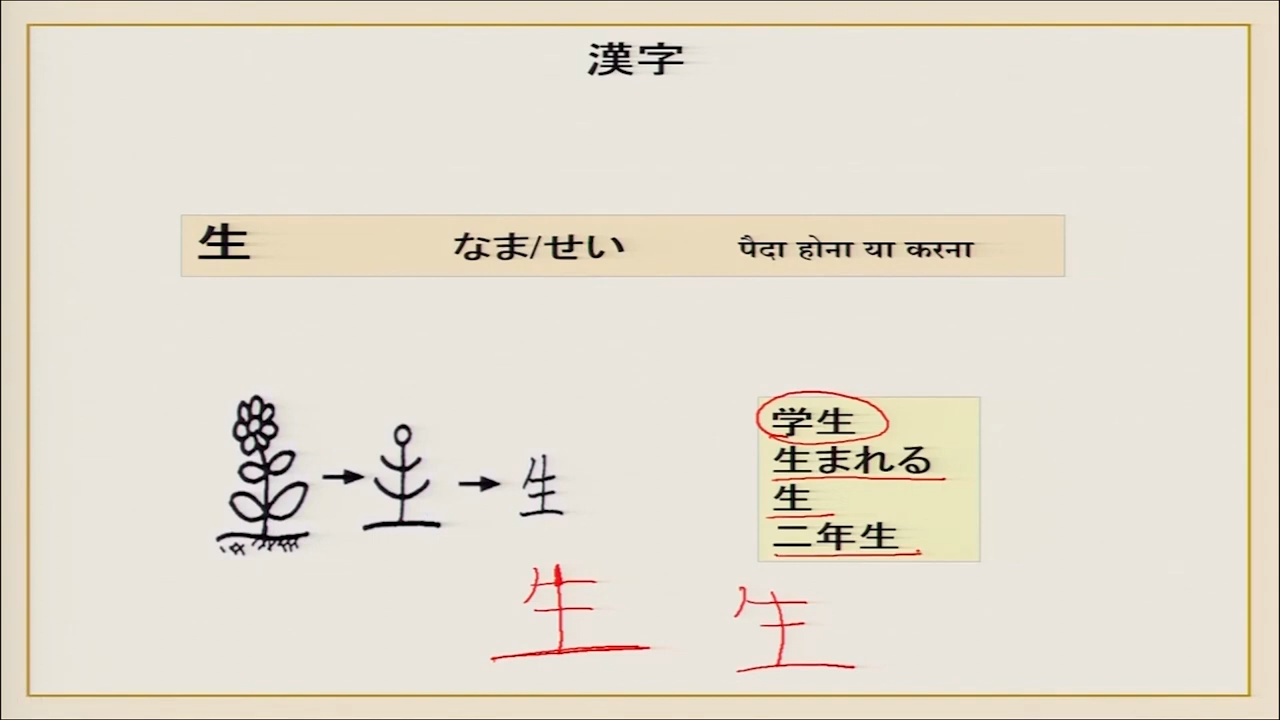 漢字
生 なま/せい पैदा होना या करना
生
学生
生まれる
生
二年生
生 生